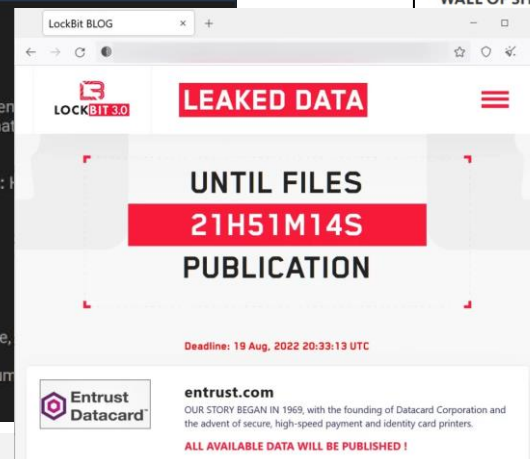 WALL OF SH
LockBit BLOG
LOCKBIT 3.0
LEAKED DATA
UNTIL FILES
21H51M14S
PUBLICATION
Deadline: 19 Aug, 2022 20:33:13 UTC
Entrust
Datacard
entrust.com
OUR STORY BEGAN IN 1969, with the founding of Datacard Corporation and
the advent of secure, high-speed payment and identity card printers.
ALL AVAILABLE DATA WILL BE PUBLISHED !